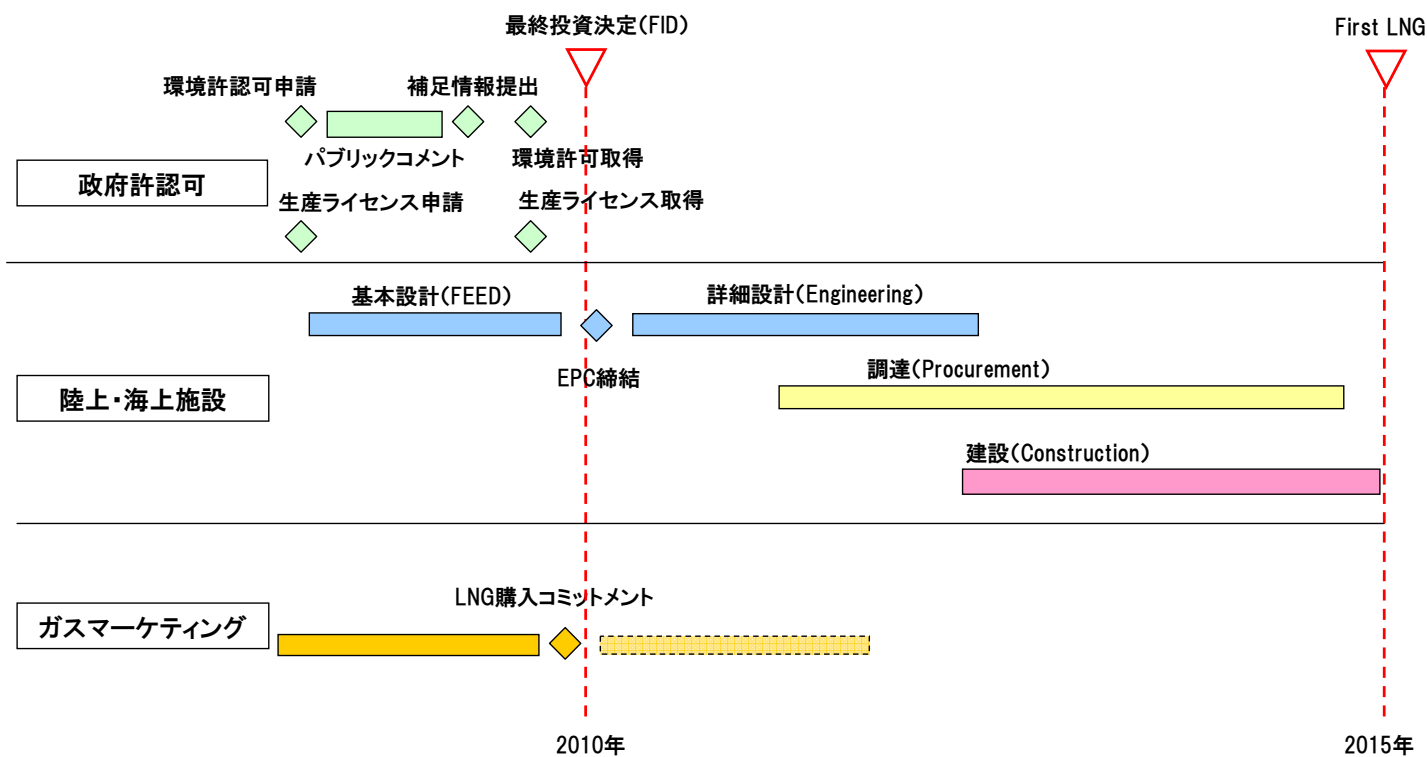 最終投資決定(FID)
First LNG
環境許認可申請
補足情報提出
パブリックコメント
環境許可取得
政府許認可
生産ライセンス申請
生産ライセンス取得
基本設計(FEED)
詳細設計(Engineering)
EPC締結
調達(Procurement)
陸上・海上施設
建設(Construction)
LNG購入コミットメント
ガスマーケティング
2010年
2015年